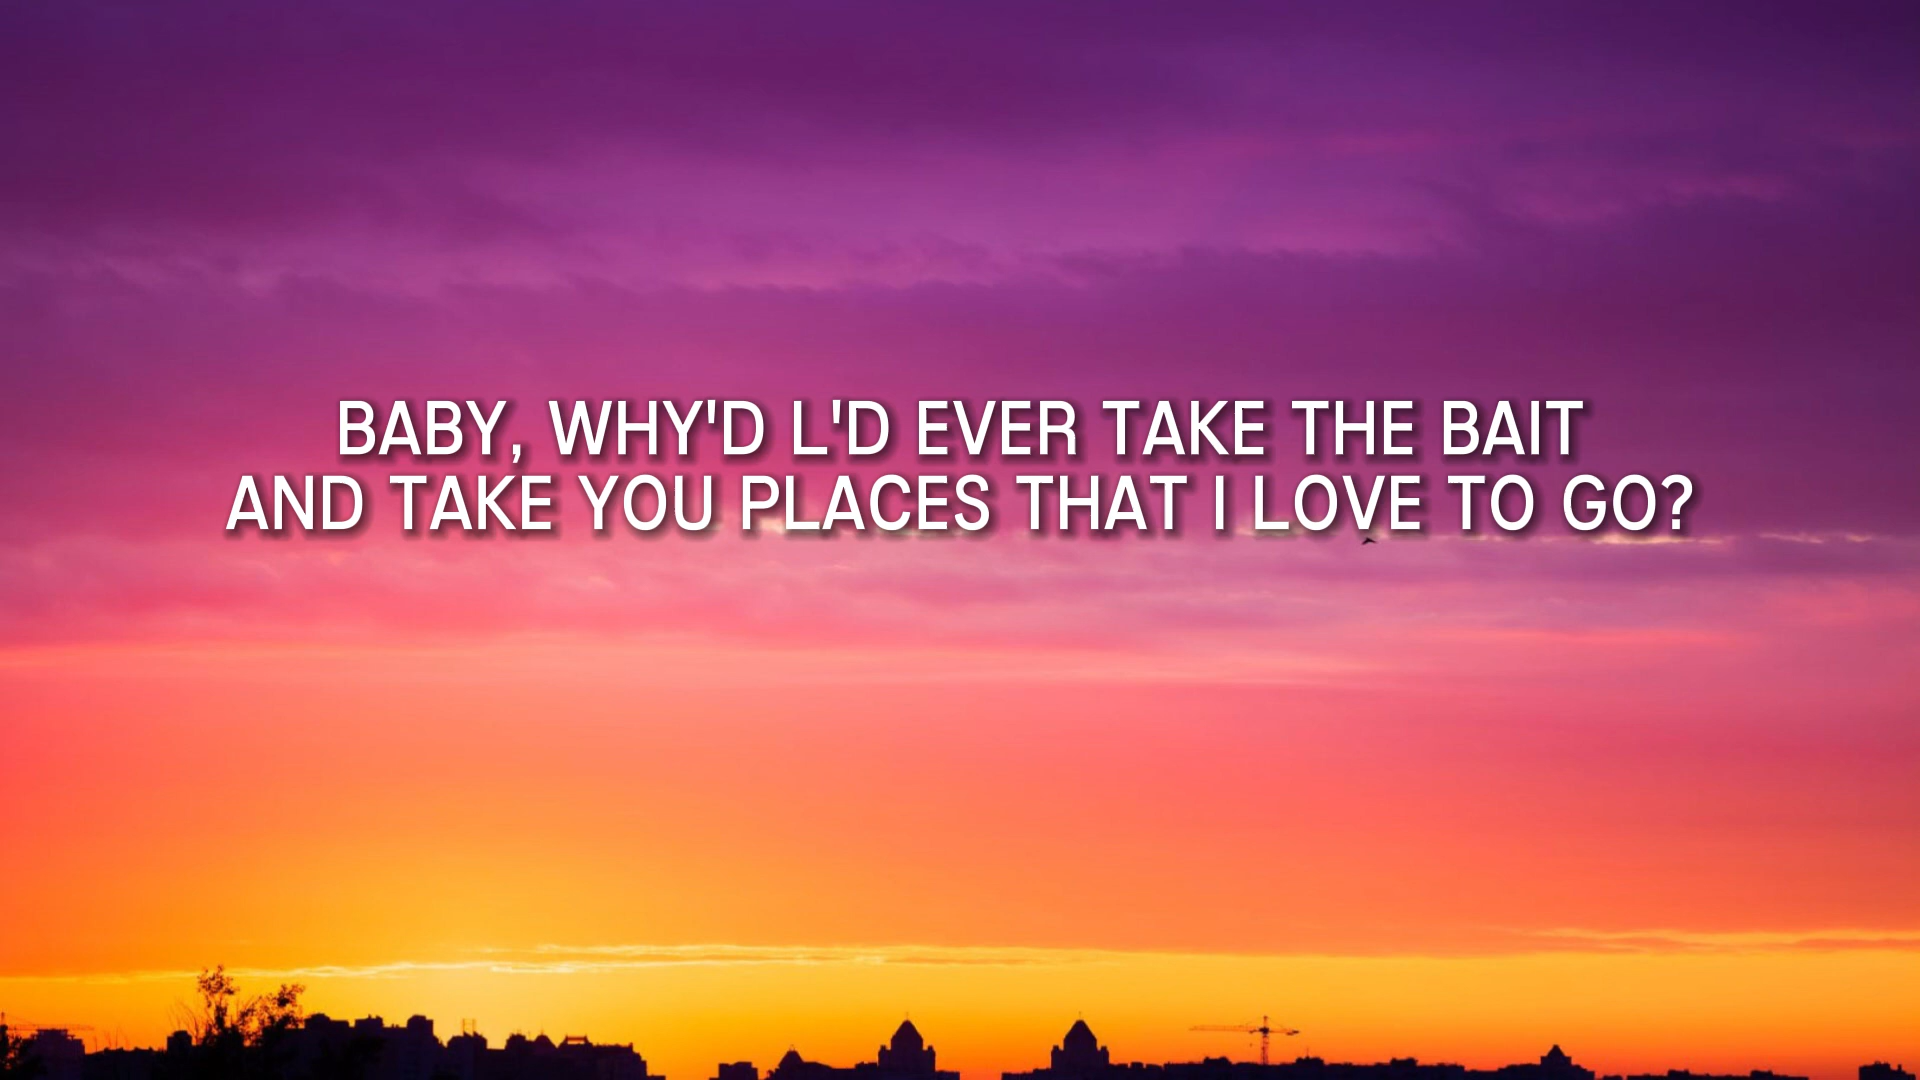 BABY, WHY'D L'D EVER TAKE THE BAIT
AND TAKE YOU PLACES THAT I LOVE TO GO?